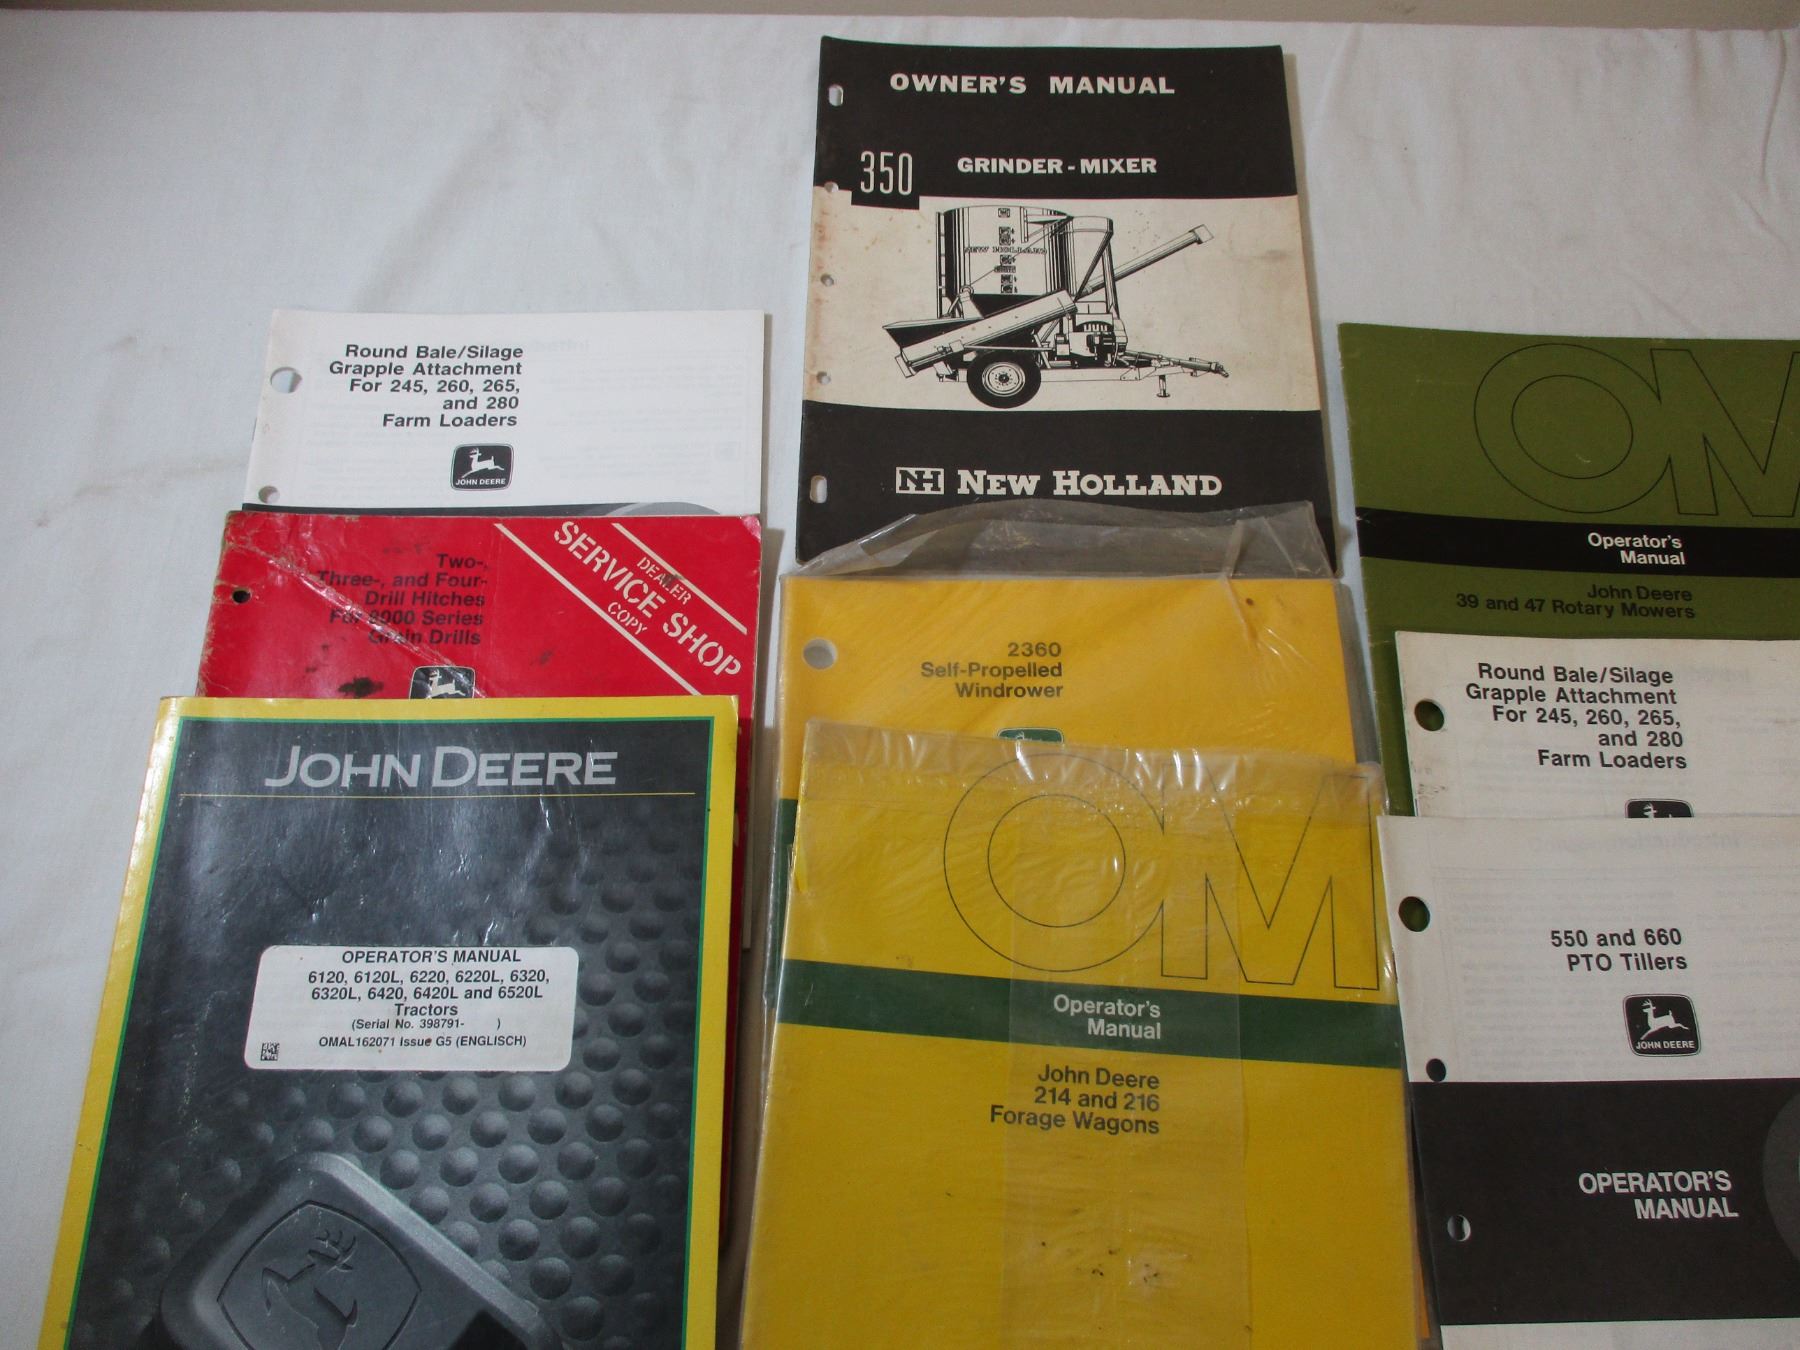 OWNER'S MANUAL
350
GRINDER-MIXER
NEW HOLLAND
NH NEW HOLLAND
Round Bale/Silage
Grapple Attachment
For 245, 260, 265,
and 280
Farm Loaders
JOHN DEERE
Two-,
Three-, and Four-
Drill Hitches
For 8000 Series
Grain Drills
DEALER
SERVICE SHOP
COPY
JOHN DEERE
OPERATOR'S MANUAL
6120, 6120L, 6220, 6220L, 6320,
6320L, 6420, 6420L and 6520L
Tractors
(Serial No. 398791- )
OMAL162071 Issue G5 (ENGLISCH)
2360
Self-Propelled
Windrower
OM
Operator's
Manual
John Deere
214 and 216
Forage Wagons
OM
Operator's
Manual
John Deere
39 and 47 Rotary Mowers
Round Bale/Silage
Grapple Attachment
For 245, 260, 265,
and 280
Farm Loaders
550 and 660
PTO Tillers
JOHN DEERE
OPERATOR'S
MANUAL